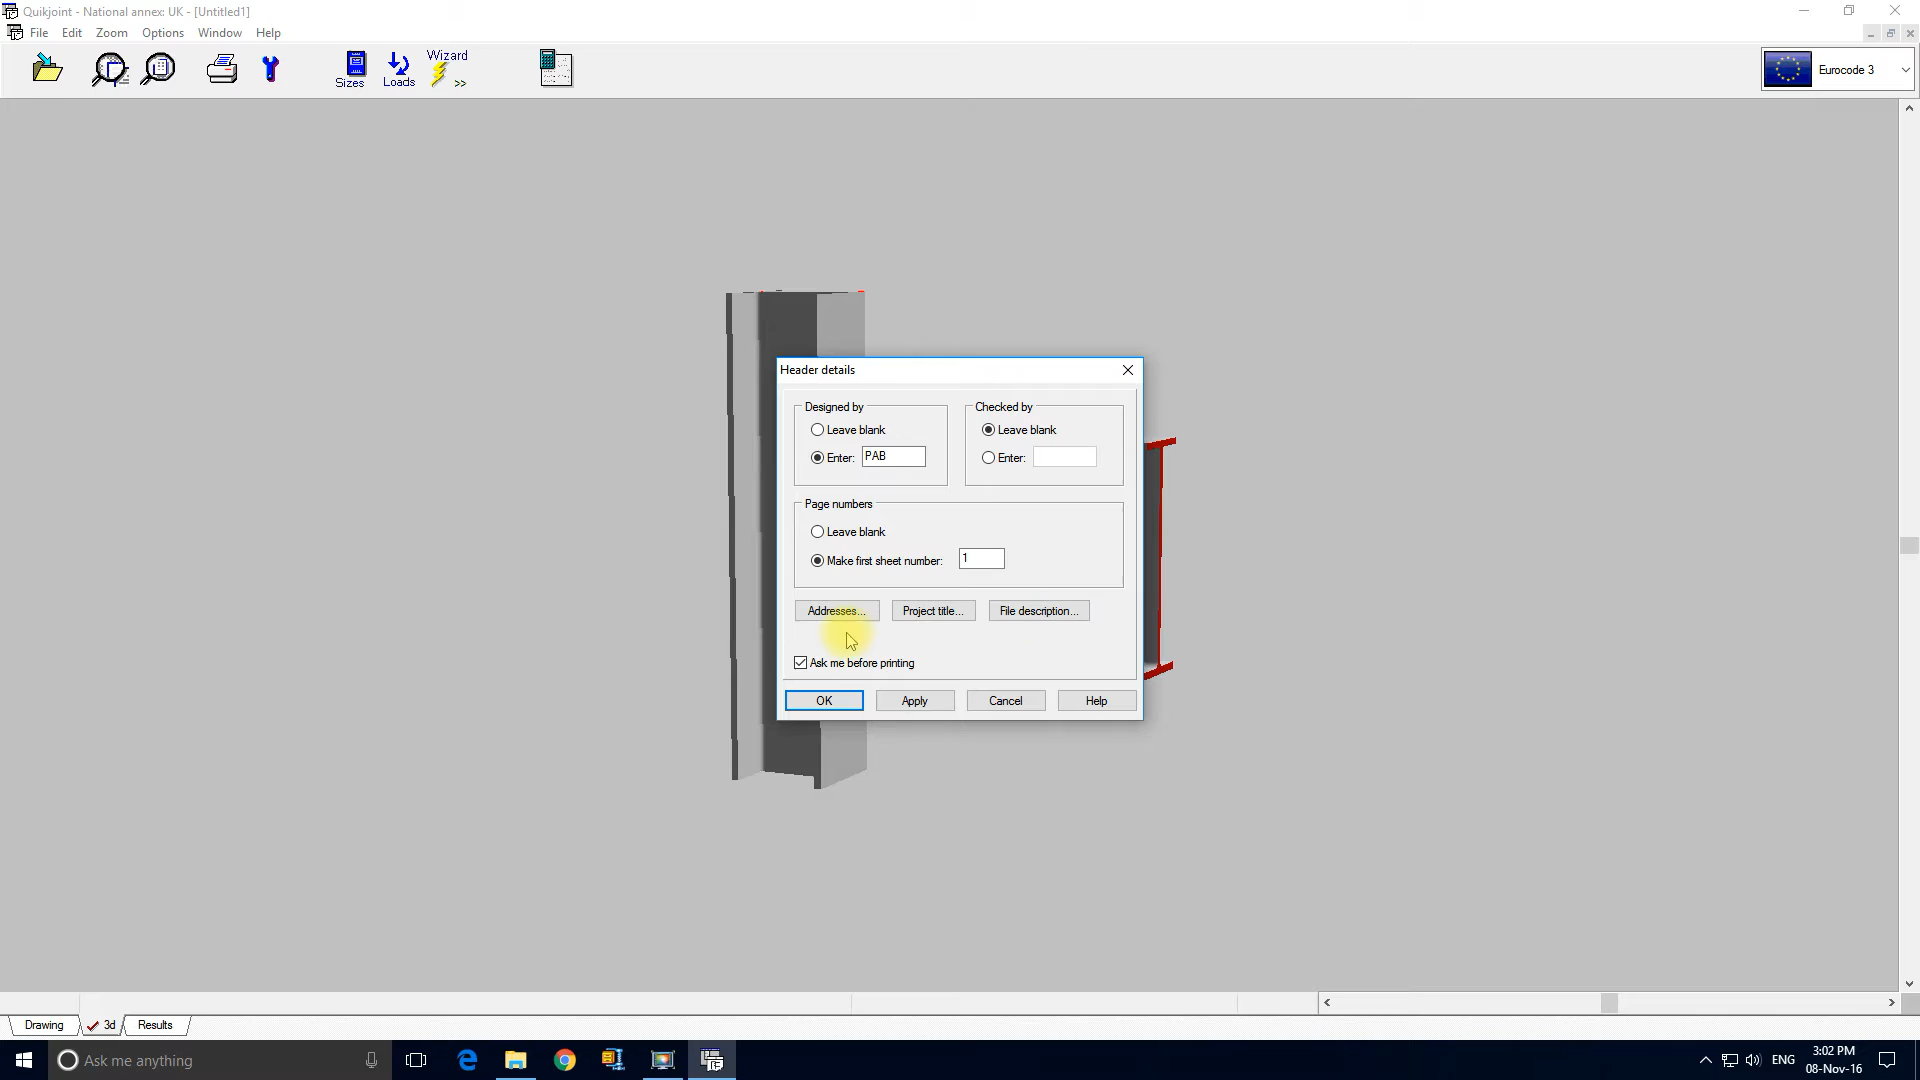 Quikjoint - National annex: UK - [Untitled1]
File Edit Zoom Options Window Help
Wizard
Sizes Loads >>
Eurocode 3
Header details
Designed by Checked by
Leave blank Leave blank
Enter: PAB Enter:
Page numbers
Leave blank
Make first sheet number: 1
Addresses... Project title... File description...
Ask me before printing
OK Apply Cancel Help
Drawing 3d Results
Ask me anything
ENG
3:02 PM
08-Nov-16